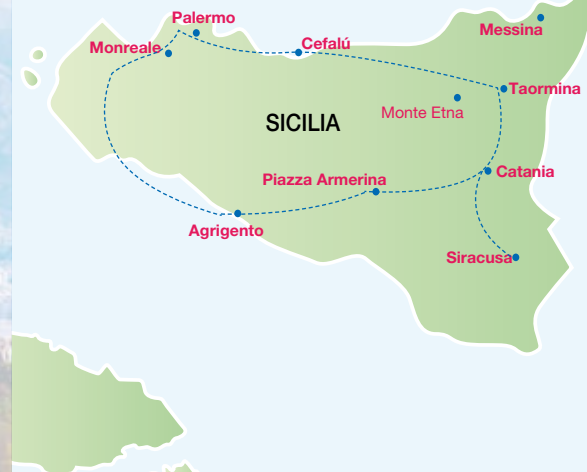 Palermo
Messina
Monreale
Cefalú
Taormina
Monte Etna
SICILIA
Catania
Piazza Armerina
Agrigento
Siracusa